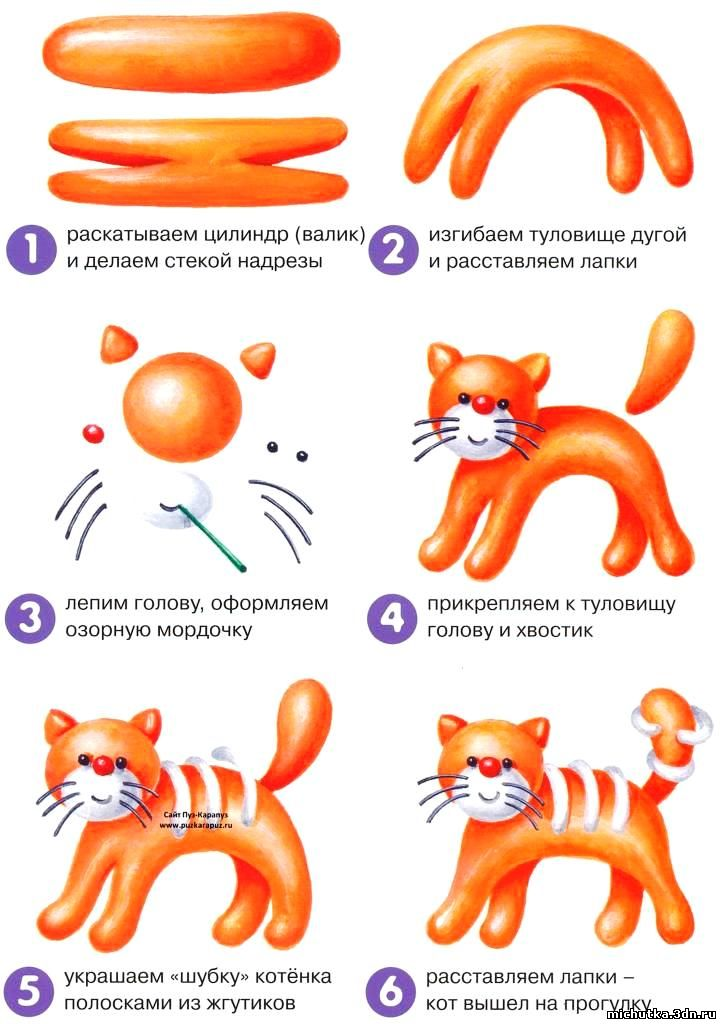 1 раскатываем цилиндр (валик)
и делаем стекой надрезы
2 изгибаем туловище дугой
и расставляем лапки
3 лепим голову, оформляем
озорную мордочку
4 прикрепляем к туловищу
голову и хвостик
Сайт Пуз-Карапуз
www.puzkarapuz.ru
5 украшаем «шубку» котёнка
полосками из жгутиков
6 расставляем лапки –
кот вышел на прогулку
michutka.3dn.ru